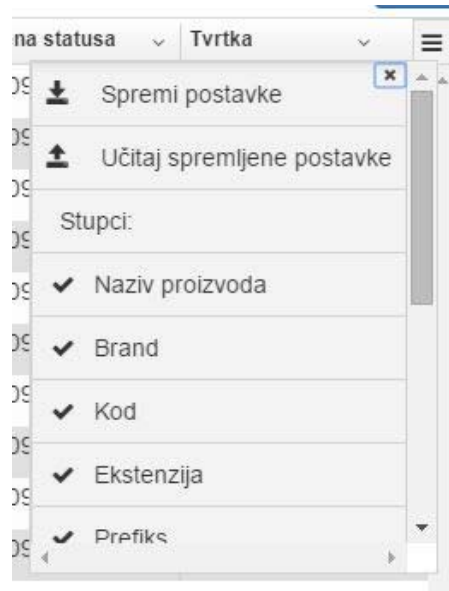 na statusa Tvrtka
Spremi postavke
Učitaj spremljene postavke
Stupci:
Naziv proizvoda
Brand
Kod
Ekstenzija
Prefiks